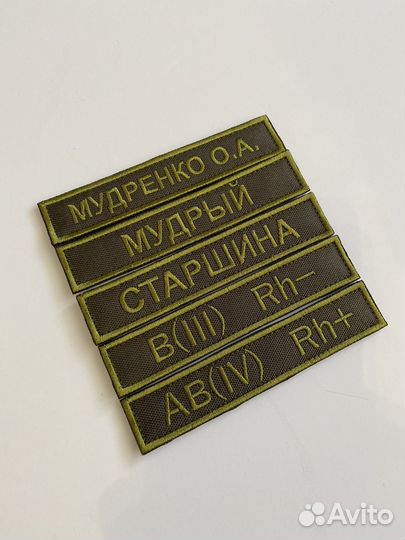 МУДРЕНКО О.А.
МУДРЫЙ
СТАРШИНА
B(III) Rh–
AB(IV) Rh+
Avito